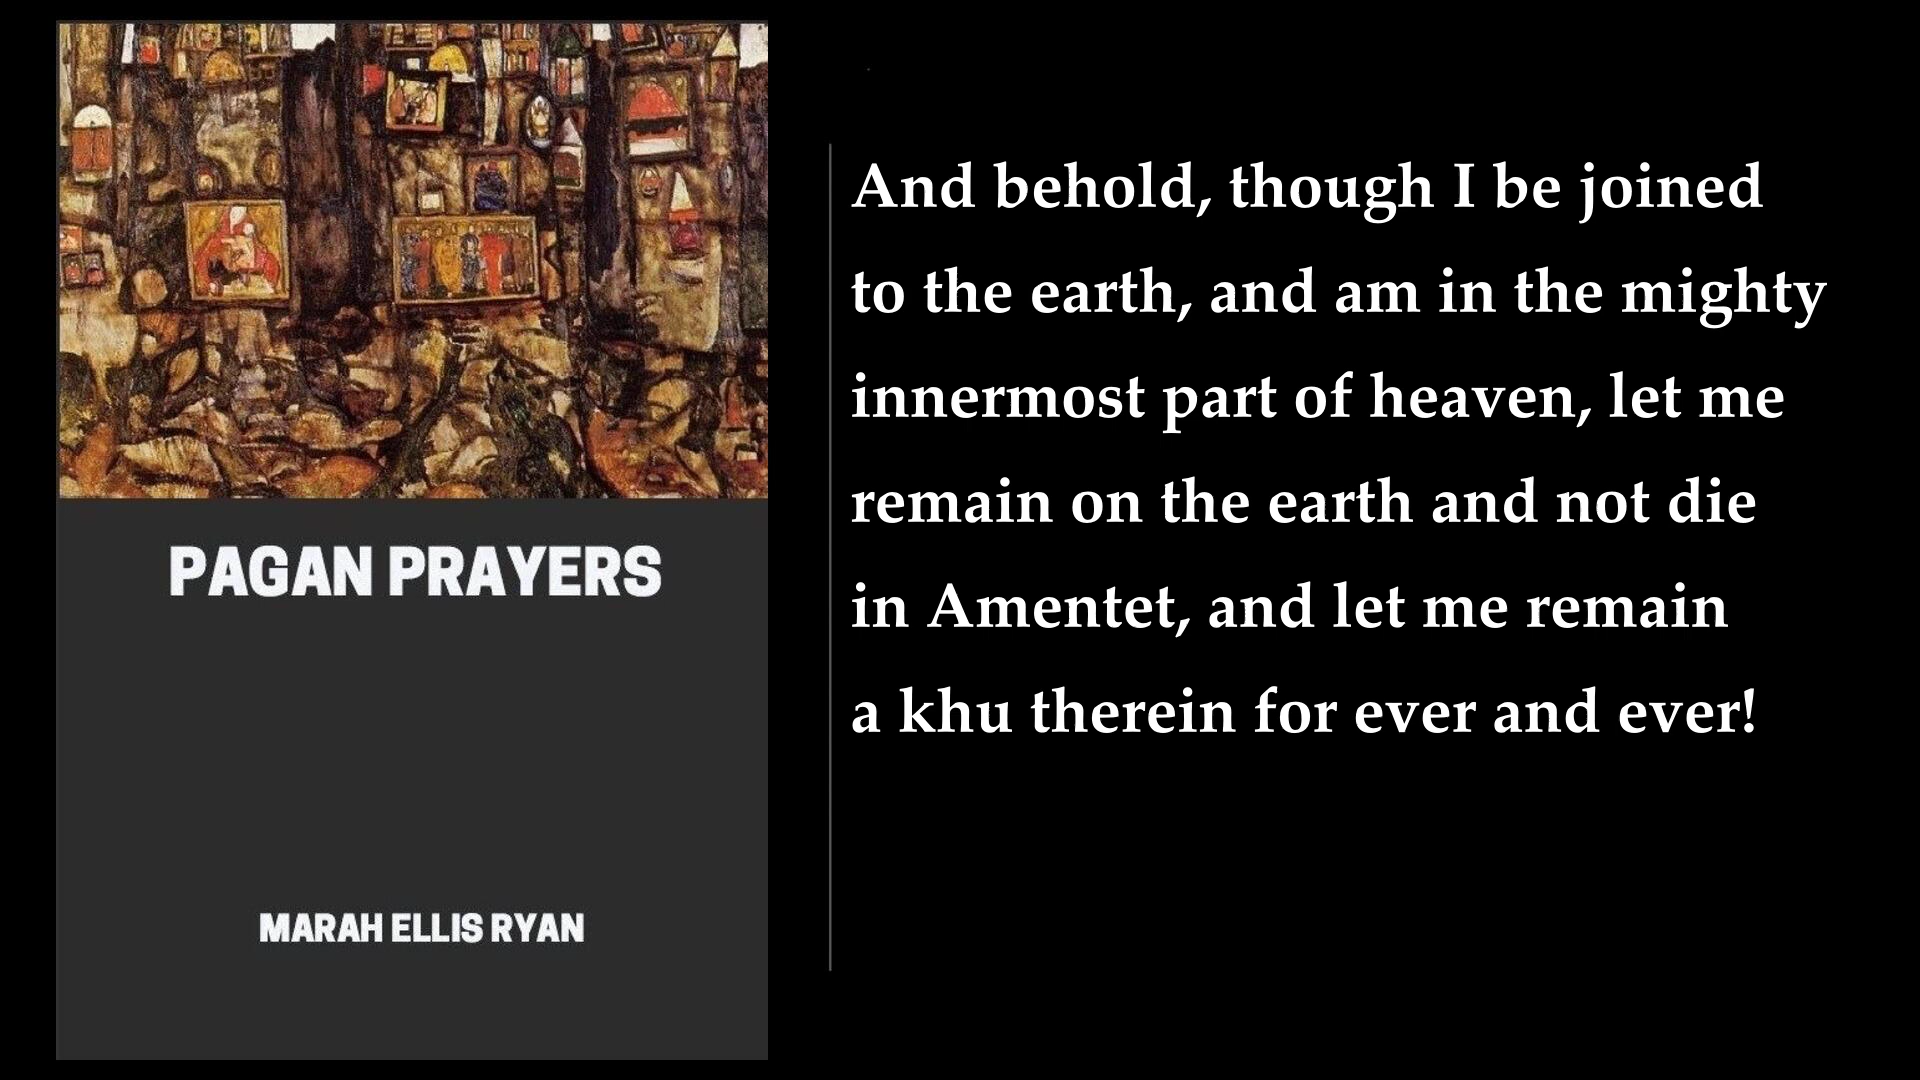 PAGAN PRAYERS
MARAH ELLIS RYAN
And behold, though I be joined
to the earth, and am in the mighty
innermost part of heaven, let me
remain on the earth and not die
in Amentet, and let me remain
a khu therein for ever and ever!